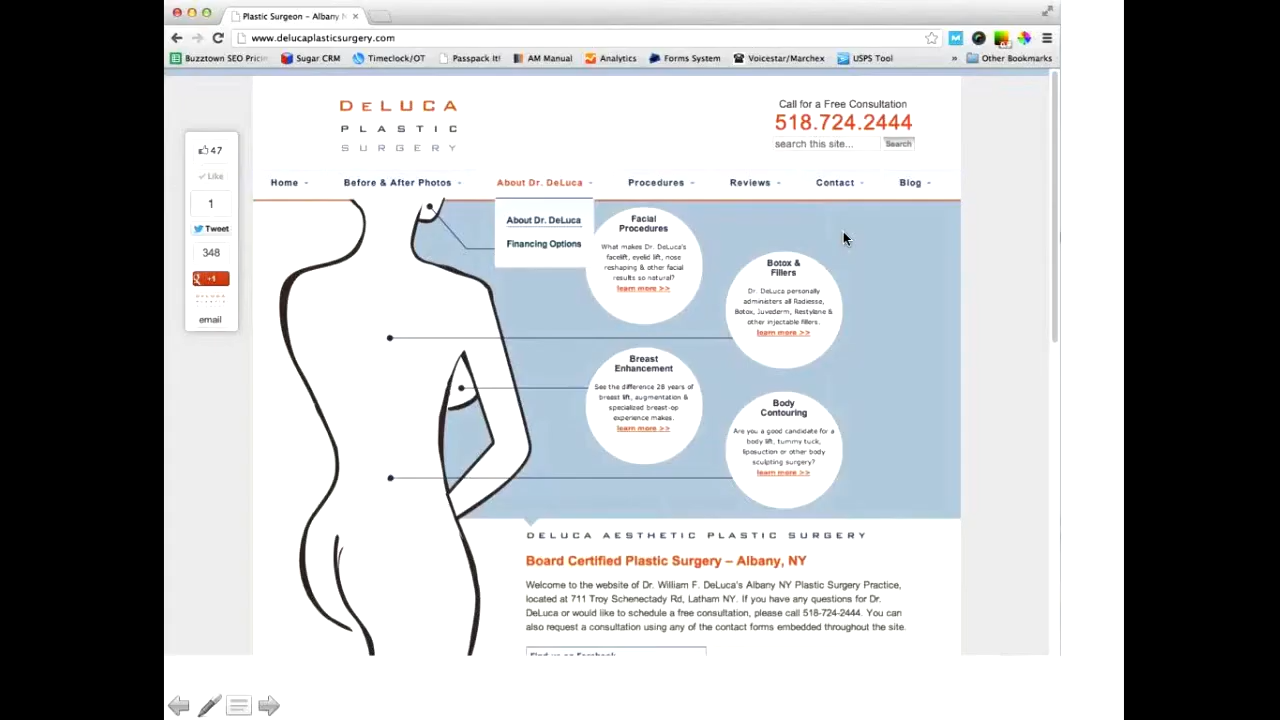 Plastic Surgeon – Albany N
www.delucaplasticsurgery.com
Buzztown SEO Prici
Sugar CRM
Timeclock/OT
Passpack It!
AM Manual
Analytics
Forms System
Voicestar/Marchex
USPS Tool
»
Other Bookmarks
DELUCA
PLASTIC
SURGERY
Call for a Free Consultation
518.724.2444
search this site...
Search
47
Like
1
Tweet
348
+1
email
Home
Before & After Photos
About Dr. DeLuca
Procedures
Reviews
Contact
Blog
About Dr. DeLuca
Financing Options
Facial
Procedures
What makes Dr. DeLuca's
facelift, eyelid lift, nose
reshaping & other facial
results so natural?
learn more >>
Botox &
Fillers
Dr. DeLuca personally
administers all Radiesse,
Botox, Juvederm, Restylane &
other injectable fillers.
learn more >>
Breast
Enhancement
See the difference 28 years of
breast lift, augmentation &
specialized breast-op
experience makes.
learn more >>
Body
Contouring
Are you a good candidate for a
body lift, tummy tuck,
liposuction or other body
sculpting surgery?
learn more >>
DELUCA AESTHETIC PLASTIC SURGERY
Board Certified Plastic Surgery – Albany, NY
Welcome to the website of Dr. William F. DeLuca's Albany NY Plastic Surgery Practice,
located at 711 Troy Schenectady Rd, Latham NY. If you have any questions for Dr.
DeLuca or would like to schedule a free consultation, please call 518-724-2444. You can
also request a consultation using any of the contact forms embedded throughout the site.
Find us on Facebook